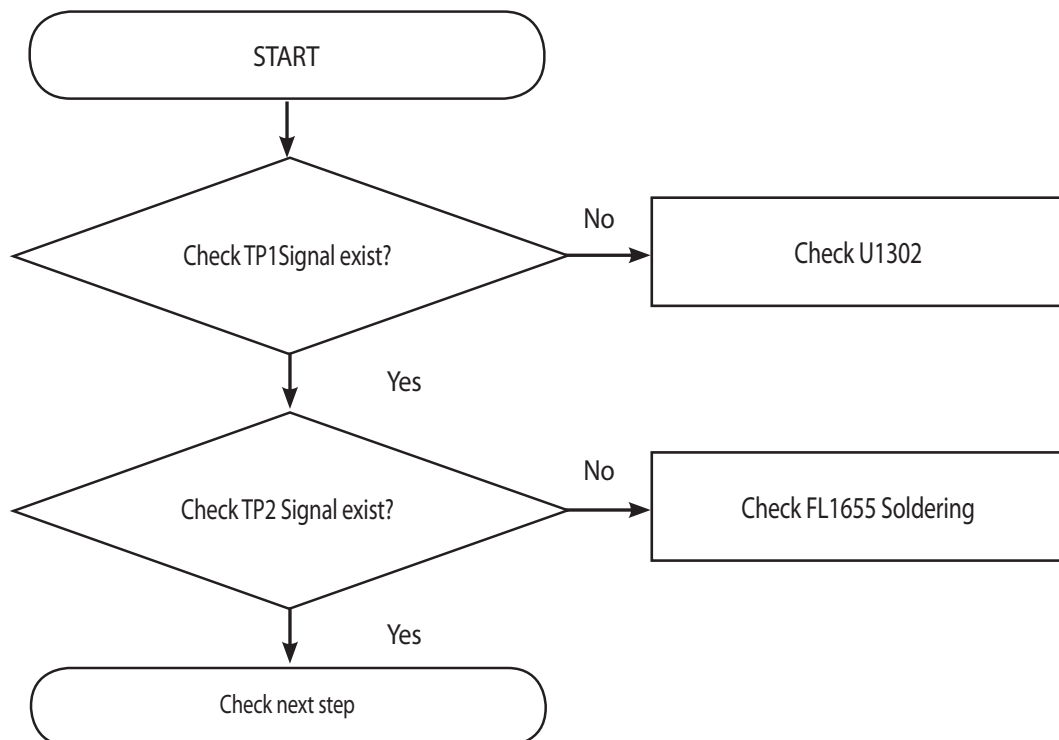 START
Check TP1Signal exist?
No
Check U1302
Yes
Check TP2 Signal exist?
No
Check FL1655 Soldering
Yes
Check next step